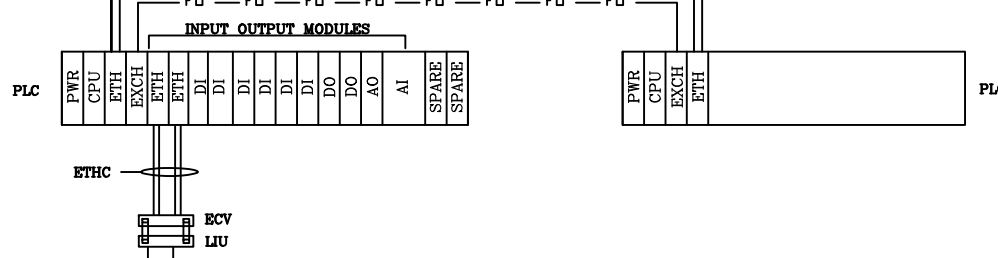 FO FO FO FO FO FO FO FO
INPUT OUTPUT MODULES
PLC PWR CPU ETH EXCH ETH ETH DI DI DI DI DI DI DO DO AO AI SPARE SPARE
PWR CPU EXCH ETH
ETHC
ECV
LIU